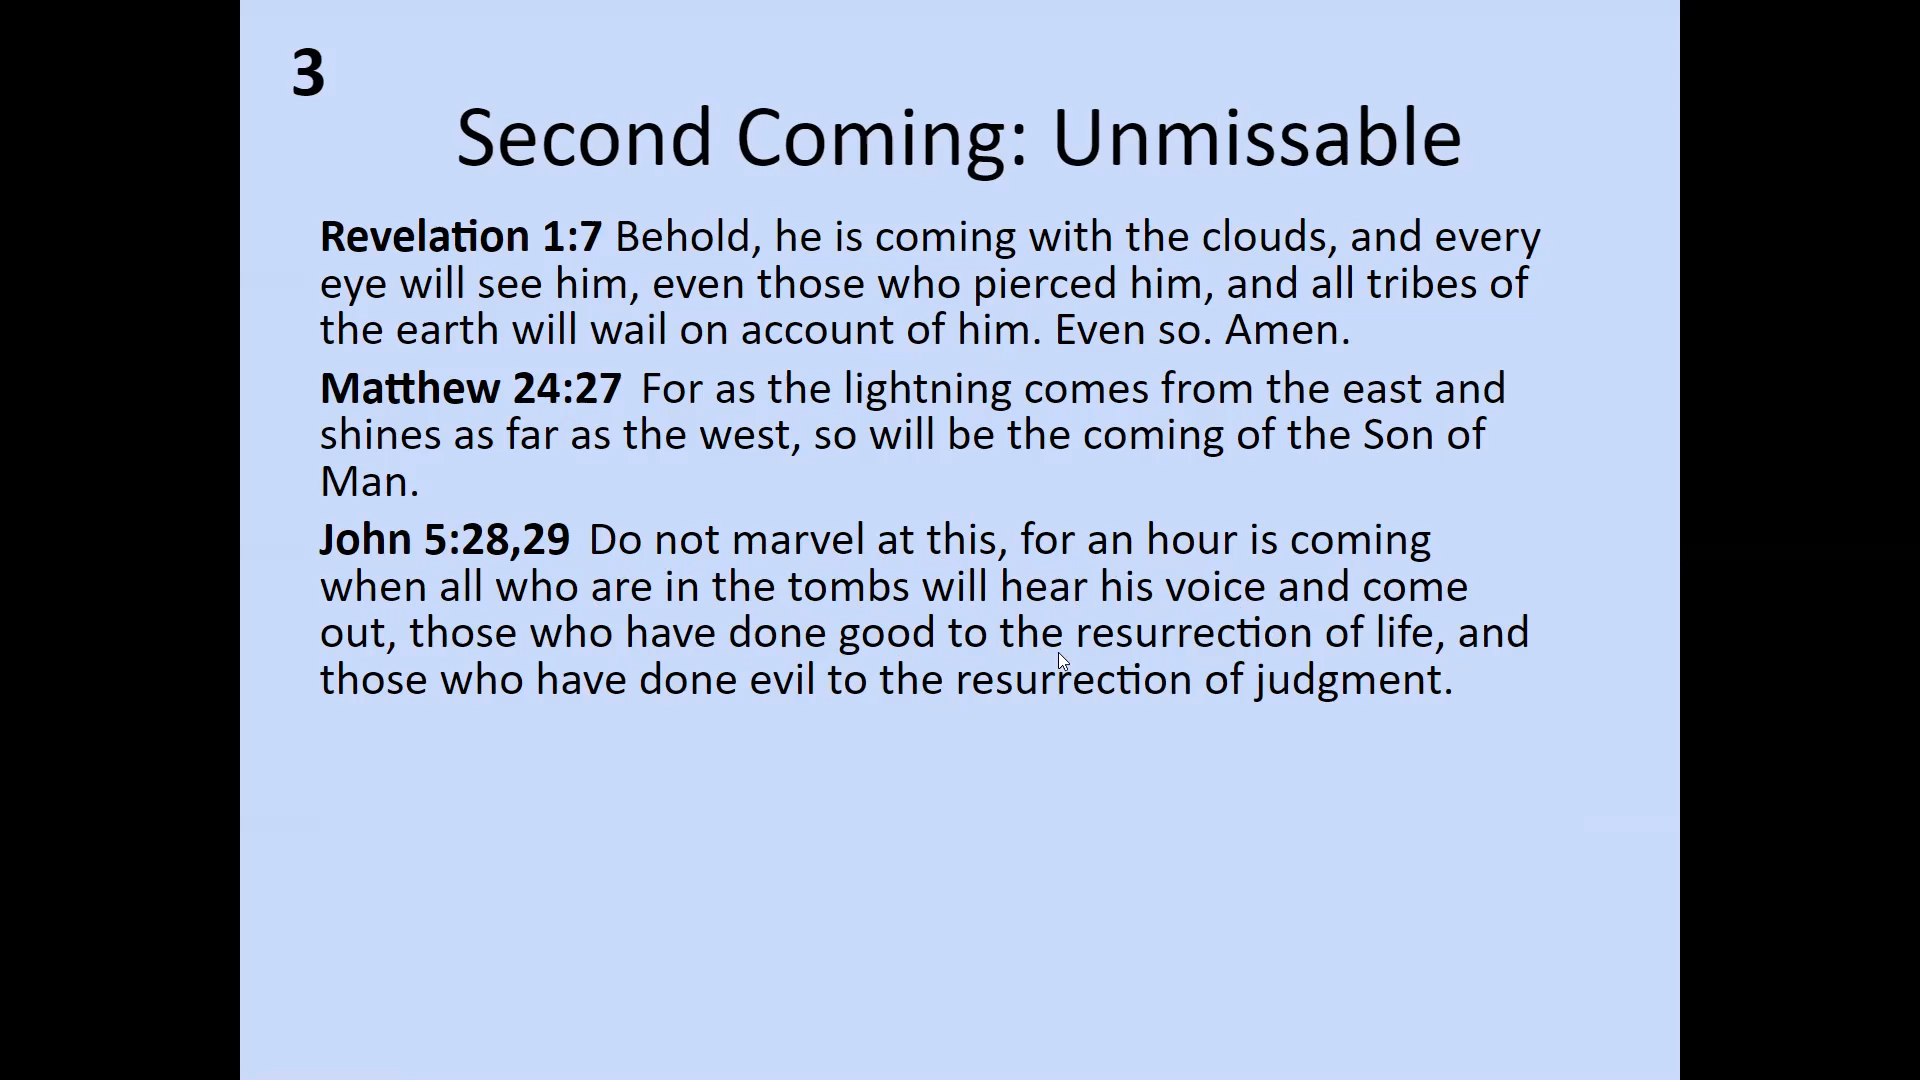 3
Second Coming: Unmissable
Revelation 1:7 Behold, he is coming with the clouds, and every
eye will see him, even those who pierced him, and all tribes of
the earth will wail on account of him. Even so. Amen.
Matthew 24:27  For as the lightning comes from the east and
shines as far as the west, so will be the coming of the Son of
Man.
John 5:28,29  Do not marvel at this, for an hour is coming
when all who are in the tombs will hear his voice and come
out, those who have done good to the resurrection of life, and
those who have done evil to the resurrection of judgment.